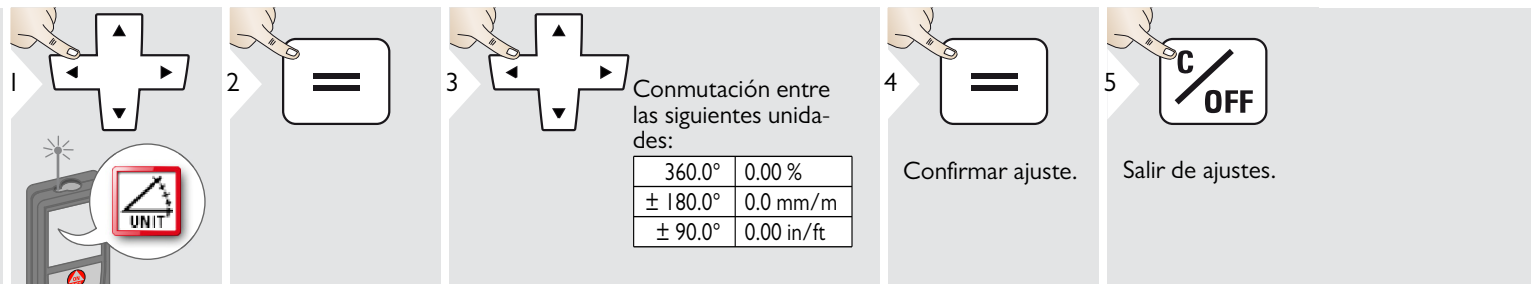 1
UNIT
2
=
3
Conmutación entre
las siguientes unida-
des:
360.0° 0.00 %
± 180.0° 0.0 mm/m
± 90.0° 0.00 in/ft
4
=
Confirmar ajuste.
5
C/OFF
Salir de ajustes.